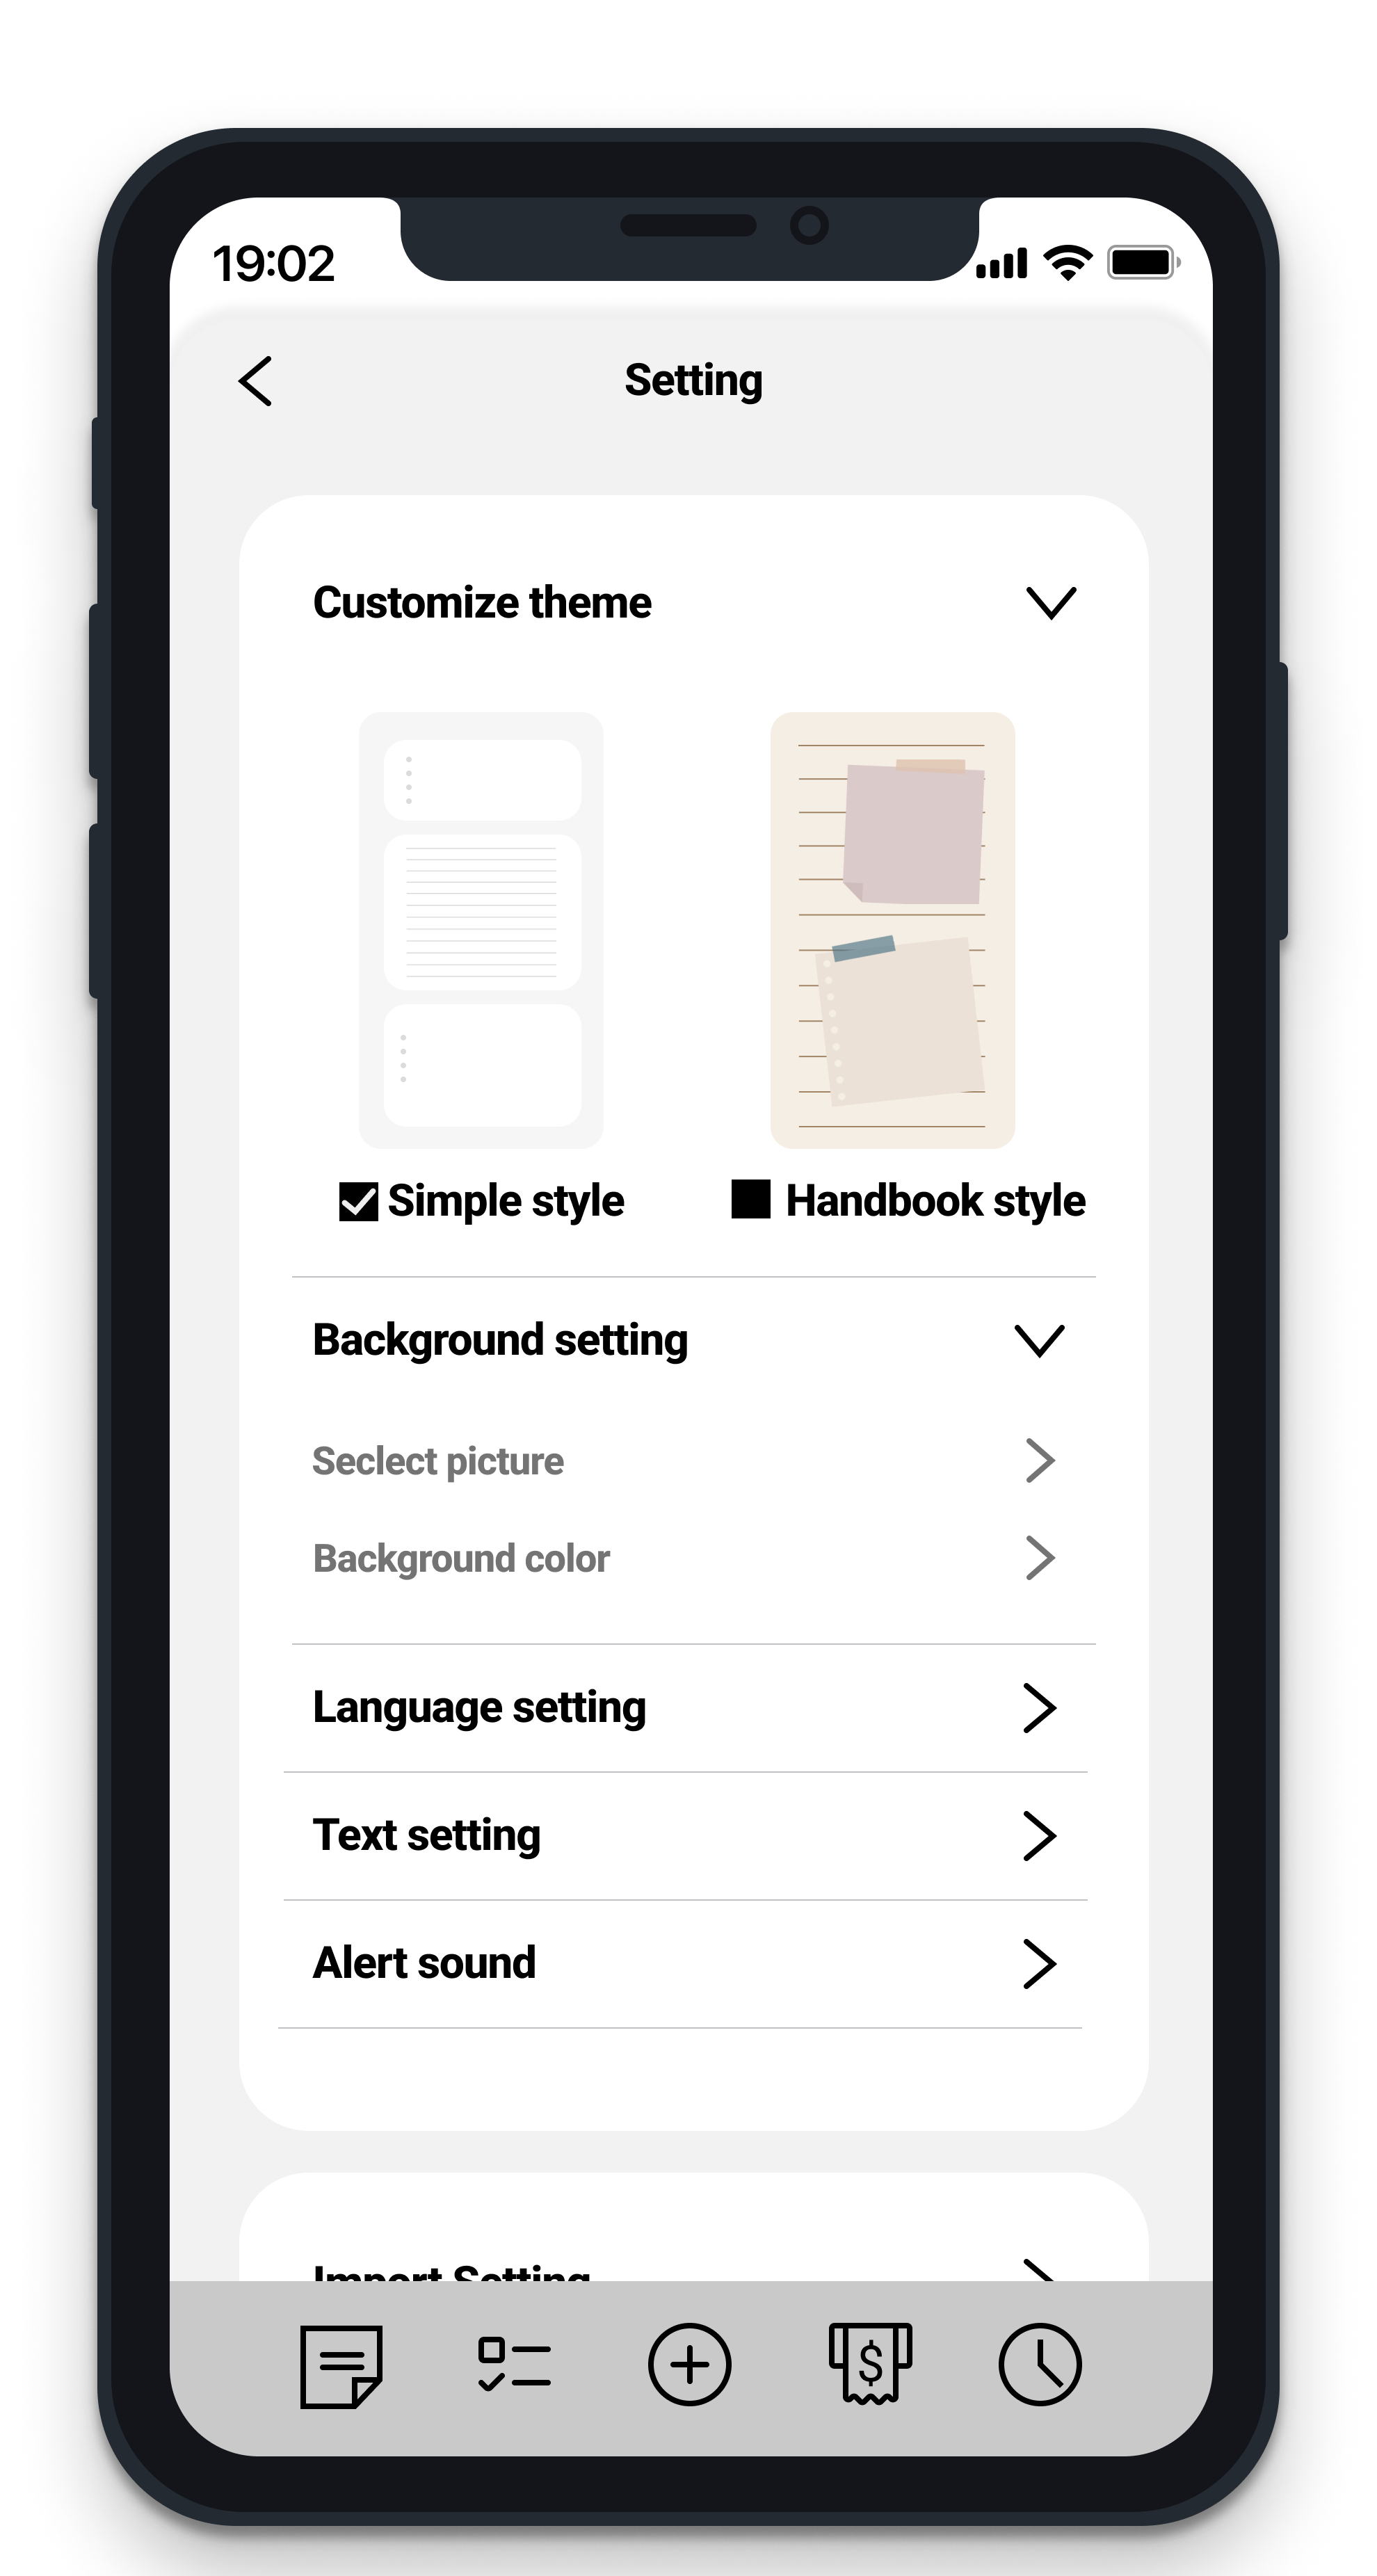 19:02
Setting
Customize theme
Simple style
Handbook style
Background setting
Seclect picture
Background color
Language setting
Text setting
Alert sound
Import Setting
$